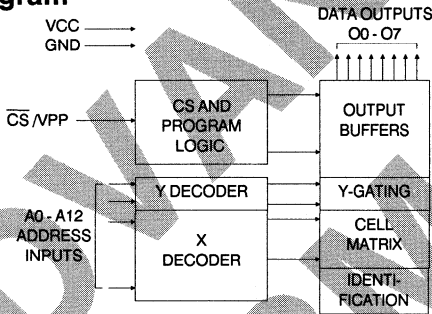 gram
VCC
GND
DATA OUTPUTS
O0 - O7
CS/VPP
CS AND
PROGRAM
LOGIC
OUTPUT
BUFFERS
Y DECODER
Y-GATING
A0 - A12
ADDRESS
INPUTS
X
DECODER
CELL
MATRIX
IDENTI-
FICATION